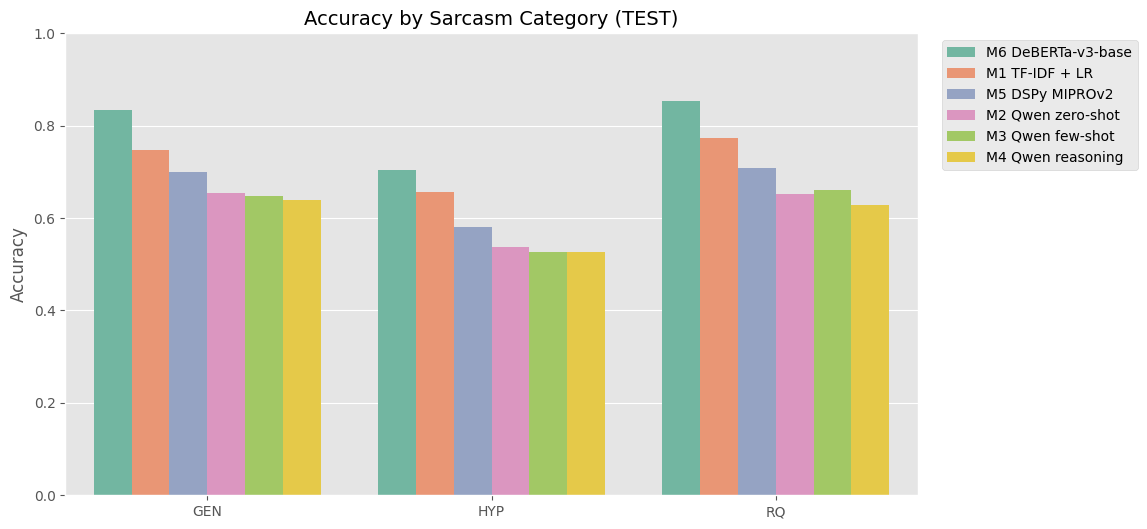 Accuracy by Sarcasm Category (TEST)
1.0
0.8
0.6
0.4
0.2
0.0
Accuracy
GEN
HYP
RQ
M6 DeBERTa-v3-base
M1 TF-IDF + LR
M5 DSPy MIPROv2
M2 Qwen zero-shot
M3 Qwen few-shot
M4 Qwen reasoning